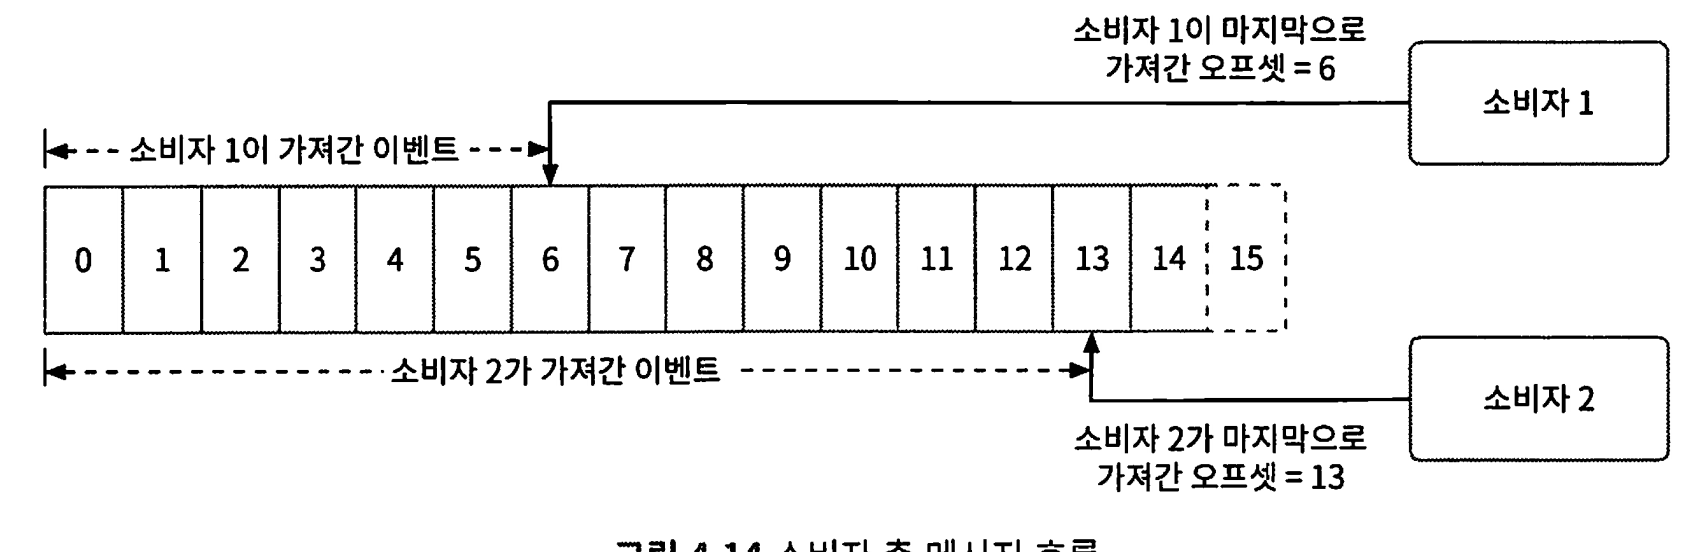 소비자 1이 마지막으로
가져간 오프셋 = 6
소비자 1
소비자 1이 가져간 이벤트
0 1 2 3 4 5 6 7 8 9 10 11 12 13 14 15
소비자 2가 가져간 이벤트
소비자 2
소비자 2가 마지막으로
가져간 오프셋 = 13